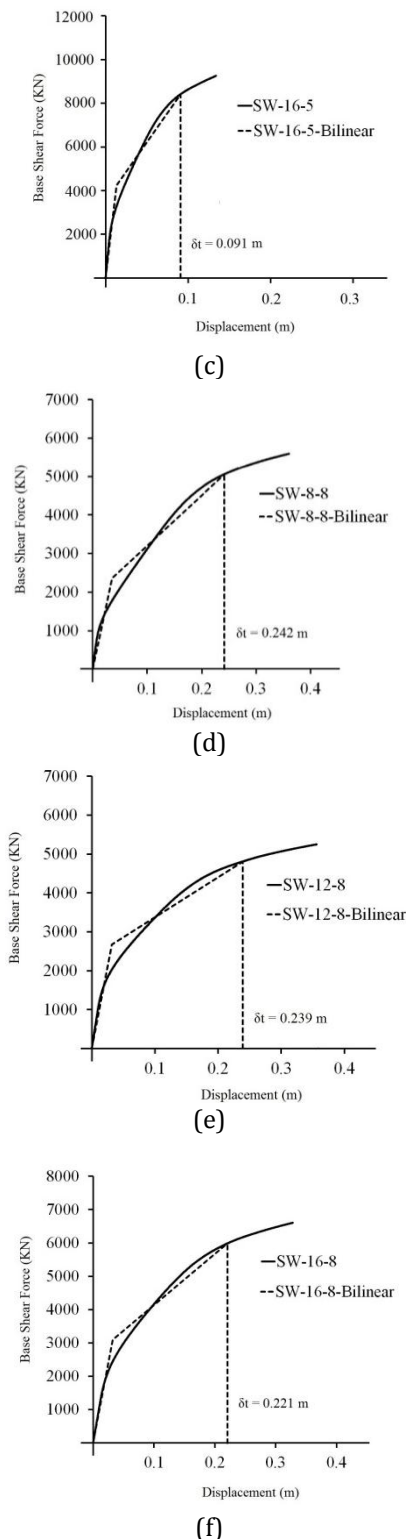 12000
10000
8000
6000
4000
2000
Base Shear Force (KN)
SW-16-5
SW-16-5-Bilinear
δt = 0.091 m
0.1
0.2
0.3
Displacement (m)
(c)
7000
6000
5000
4000
3000
2000
1000
Base Shear Force (KN)
SW-8-8
SW-8-8-Bilinear
δt = 0.242 m
0.1
0.2
0.3
0.4
Displacement (m)
(d)
7000
6000
5000
4000
3000
2000
1000
Base Shear Force (KN)
SW-12-8
SW-12-8-Bilinear
δt = 0.239 m
0.1
0.2
0.3
0.4
Displacement (m)
(e)
8000
7000
6000
5000
4000
3000
2000
1000
Base Shear Force (KN)
SW-16-8
SW-16-8-Bilinear
δt = 0.221 m
0.1
0.2
0.3
0.4
Displacement (m)
(f)